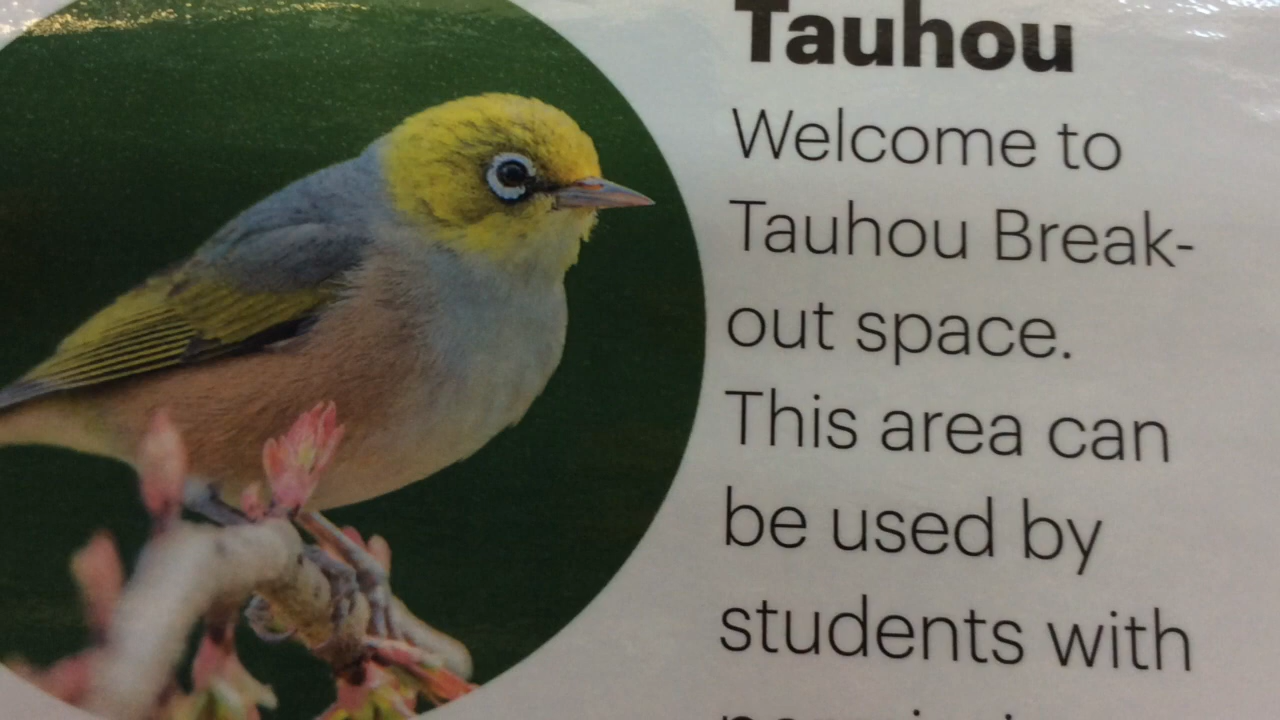 Tauhou
Welcome to
Tauhou Break-
out space.
This area can
be used by
students with